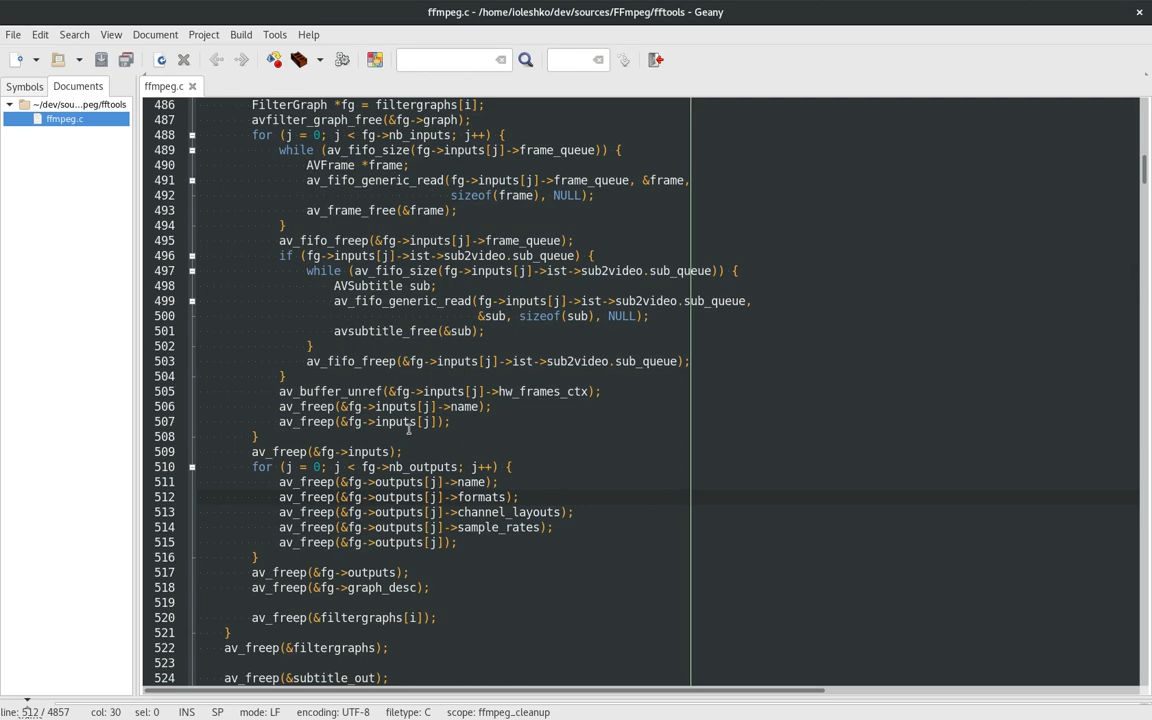 ffmpeg.c - /home/ioleshko/dev/sources/FFmpeg/fftools - Geany
File Edit Search View Document Project Build Tools Help
Symbols Documents
ffmpeg.c
~/dev/sou...peg/fftools
ffmpeg.c
486 FilterGraph *fg = filtergraphs[i];
487 avfilter_graph_free(&fg->graph);
488 for (j = 0; j < fg->nb_inputs; j++) {
489 while (av_fifo_size(fg->inputs[j]->frame_queue)) {
490 AVFrame *frame;
491 av_fifo_generic_read(fg->inputs[j]->frame_queue, &frame,
492 sizeof(frame), NULL);
493 av_frame_free(&frame);
494 }
495 av_fifo_freep(&fg->inputs[j]->frame_queue);
496 if (fg->inputs[j]->ist->sub2video.sub_queue) {
497 while (av_fifo_size(fg->inputs[j]->ist->sub2video.sub_queue)) {
498 AVSubtitle sub;
499 av_fifo_generic_read(fg->inputs[j]->ist->sub2video.sub_queue,
500 &sub, sizeof(sub), NULL);
501 avsubtitle_free(&sub);
502 }
503 av_fifo_freep(&fg->inputs[j]->ist->sub2video.sub_queue);
504 }
505 av_buffer_unref(&fg->inputs[j]->hw_frames_ctx);
506 av_freep(&fg->inputs[j]->name);
507 av_freep(&fg->inputs[j]);
508 }
509 av_freep(&fg->inputs);
510 for (j = 0; j < fg->nb_outputs; j++) {
511 av_freep(&fg->outputs[j]->name);
512 av_freep(&fg->outputs[j]->formats);
513 av_freep(&fg->outputs[j]->channel_layouts);
514 av_freep(&fg->outputs[j]->sample_rates);
515 av_freep(&fg->outputs[j]);
516 }
517 av_freep(&fg->outputs);
518 av_freep(&fg->graph_desc);
519
520 av_freep(&filtergraphs[i]);
521 }
522 av_freep(&filtergraphs);
523
524 av_freep(&subtitle_out);
line: 512 / 4857 col: 30 sel: 0 INS SP mode: LF encoding: UTF-8 filetype: C scope: ffmpeg_cleanup